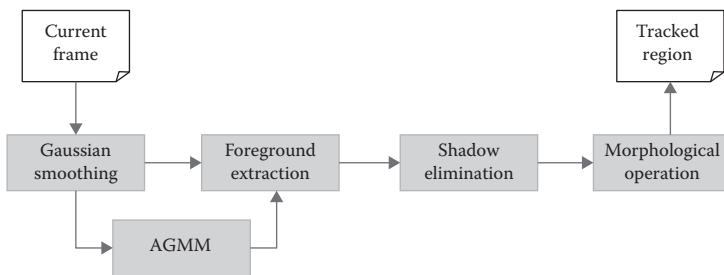 Current
frame
Tracked
region
Gaussian
smoothing
Foreground
extraction
Shadow
elimination
Morphological
operation
AGMM